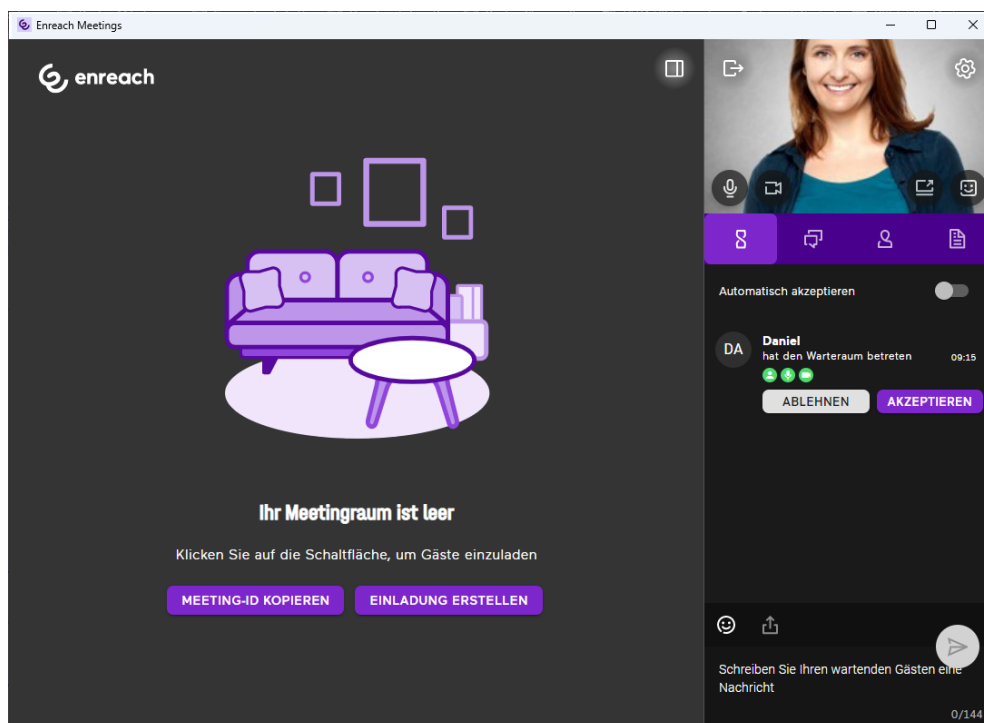 Enreach Meetings
enreach
Automatisch akzeptieren
DA
Daniel
hat den Warteraum betreten
09:15
ABLEHNEN
AKZEPTIEREN
Ihr Meetingraum ist leer
Klicken Sie auf die Schaltfläche, um Gäste einzuladen
MEETING-ID KOPIEREN
EINLADUNG ERSTELLEN
Schreiben Sie Ihren wartenden Gästen eine
Nachricht
0/144